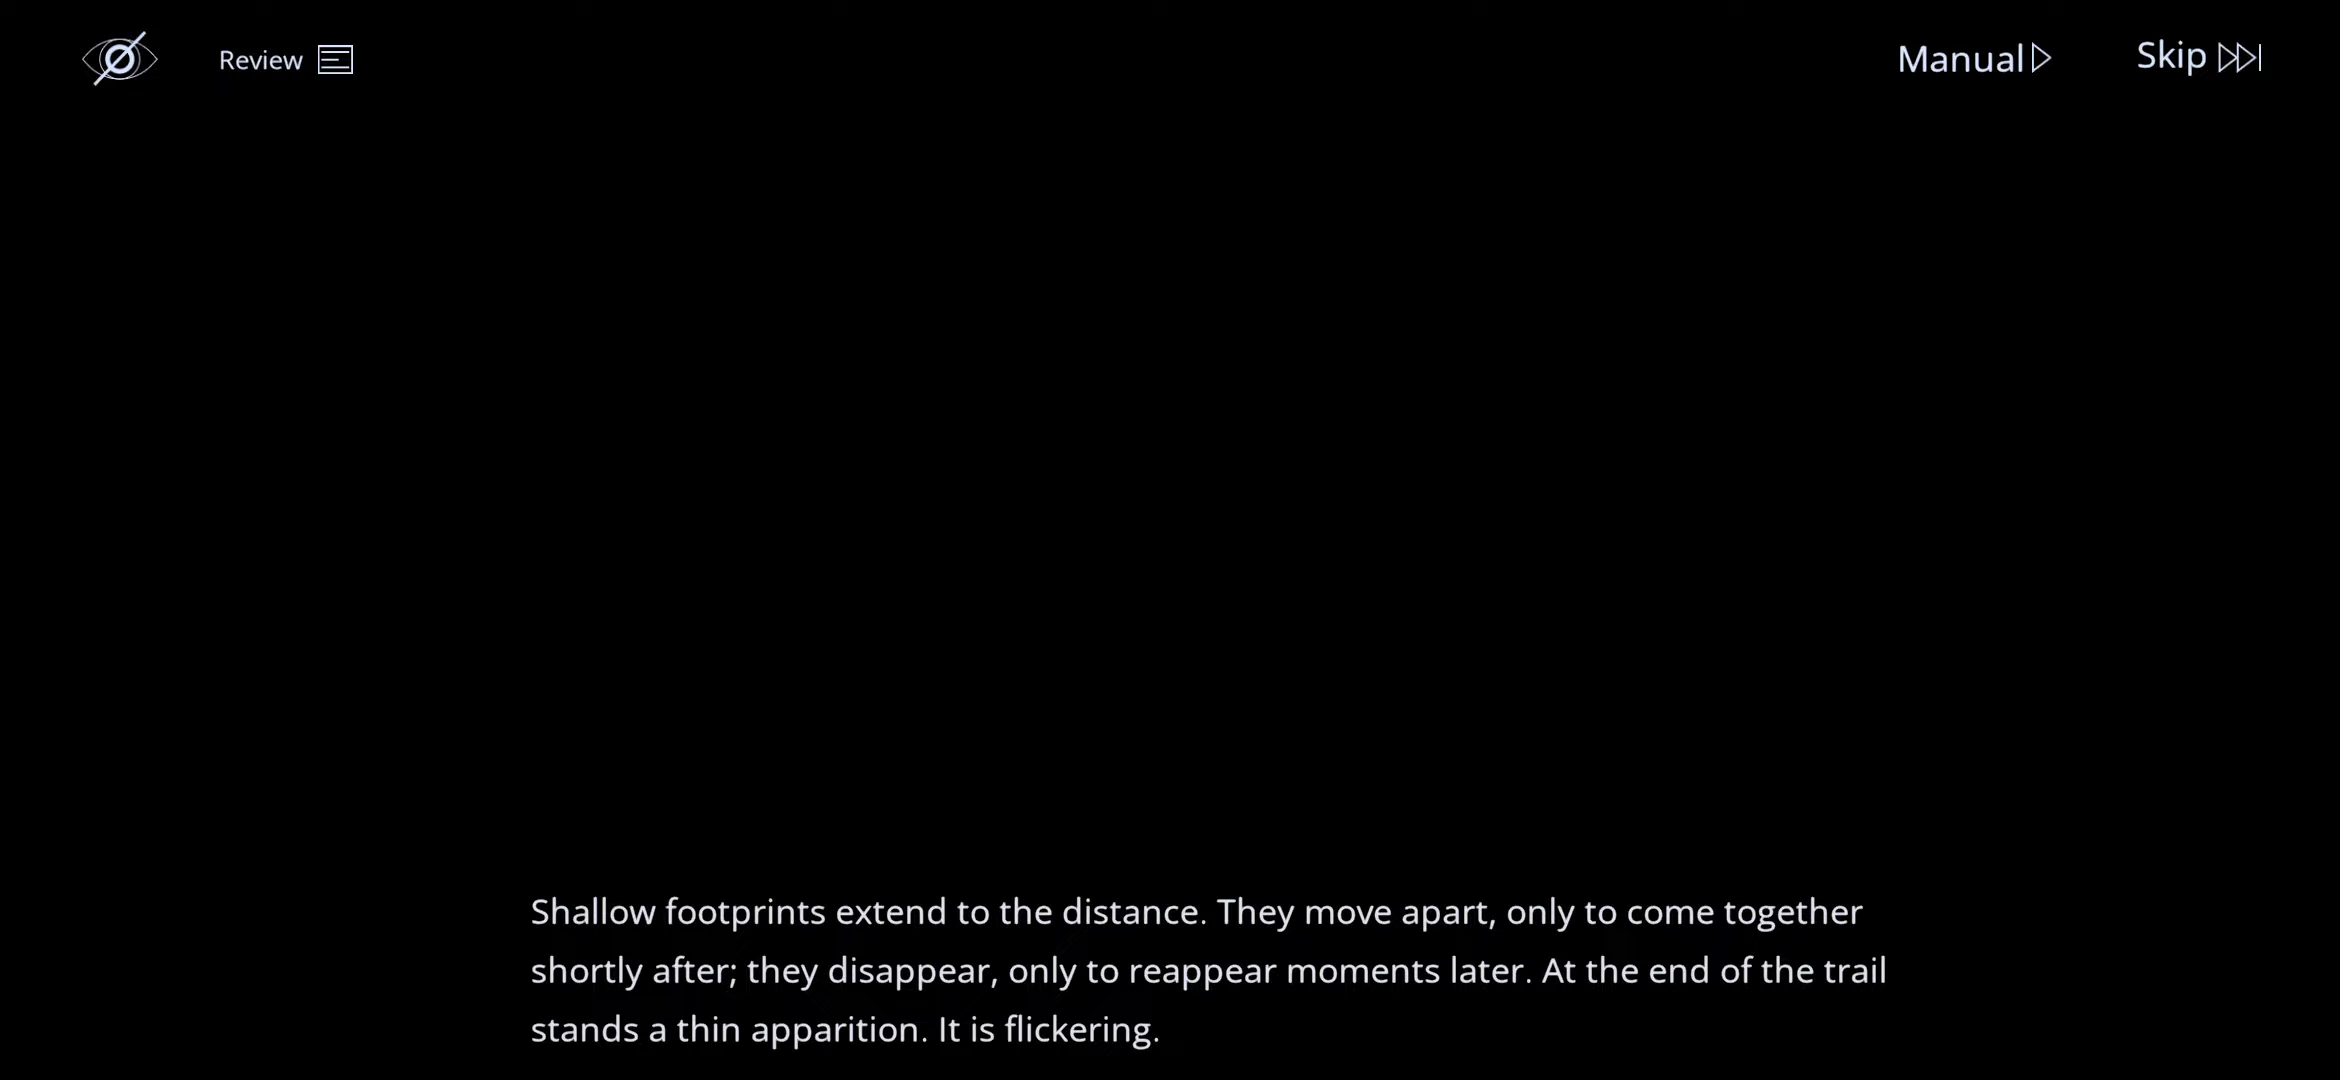 Review
Manual
Skip
Shallow footprints extend to the distance. They move apart, only to come together
shortly after; they disappear, only to reappear moments later. At the end of the trail
stands a thin apparition. It is flickering.